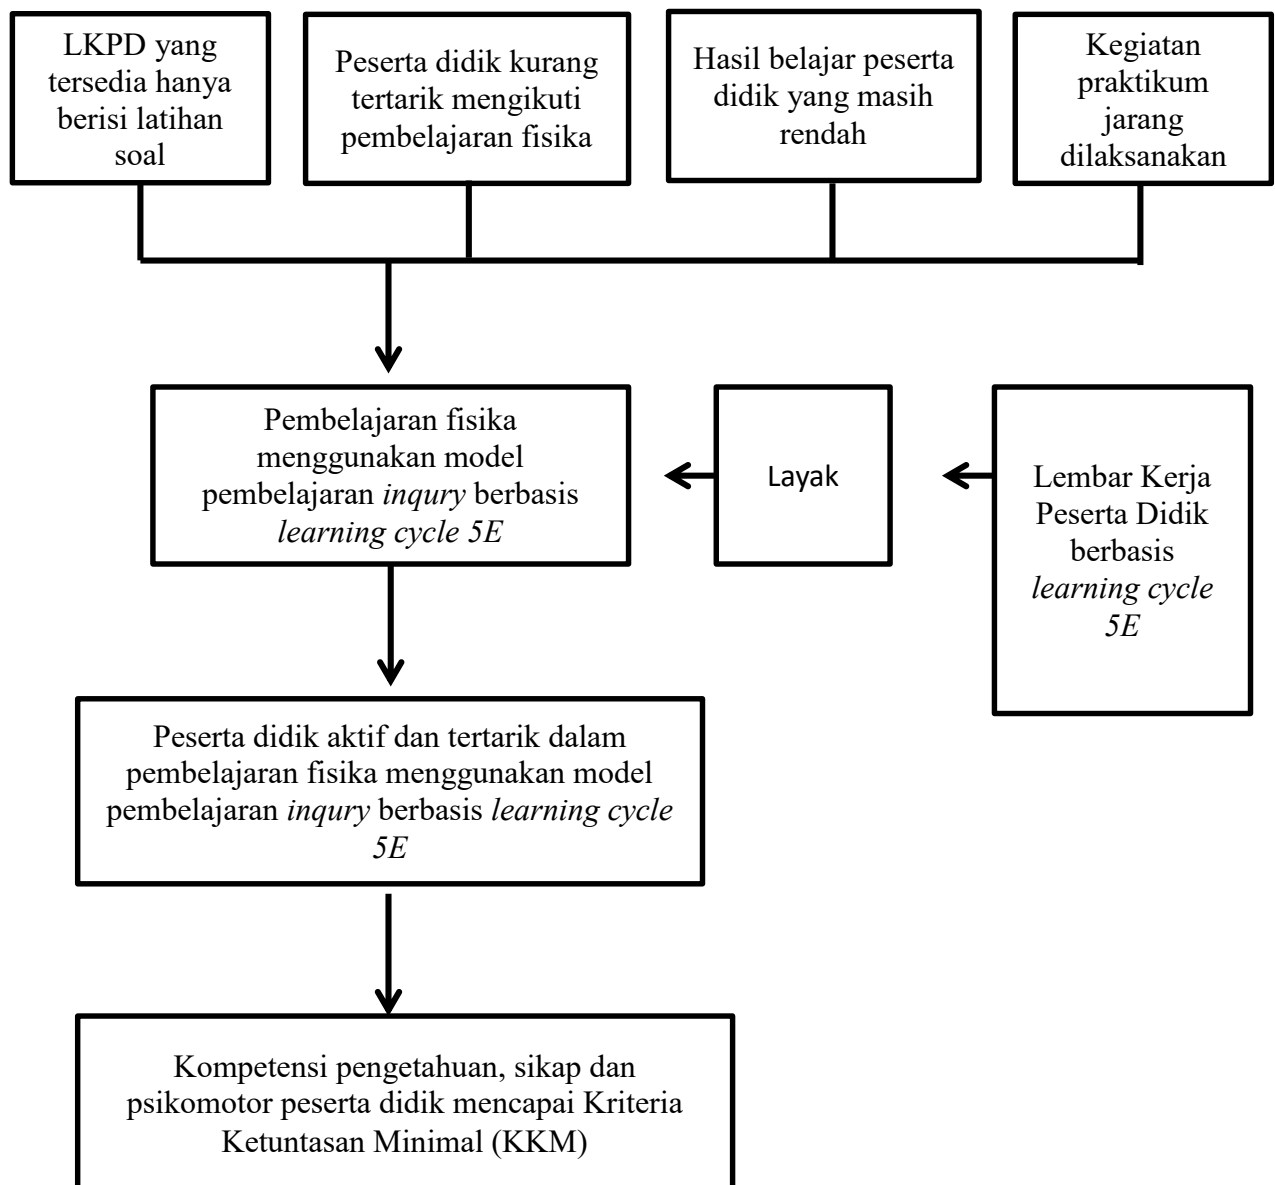 LKPD yang
tersedia hanya
berisi latihan
soal
Peserta didik kurang
tertarik mengikuti
pembelajaran fisika
Hasil belajar peserta
didik yang masih
rendah
Kegiatan
praktikum
jarang
dilaksanakan
Pembelajaran fisika
menggunakan model
pembelajaran inqury berbasis
learning cycle 5E
Layak
Lembar Kerja
Peserta Didik
berbasis
learning cycle
5E
Peserta didik aktif dan tertarik dalam
pembelajaran fisika menggunakan model
pembelajaran inqury berbasis learning cycle
5E
Kompetensi pengetahuan, sikap dan
psikomotor peserta didik mencapai Kriteria
Ketuntasan Minimal (KKM)